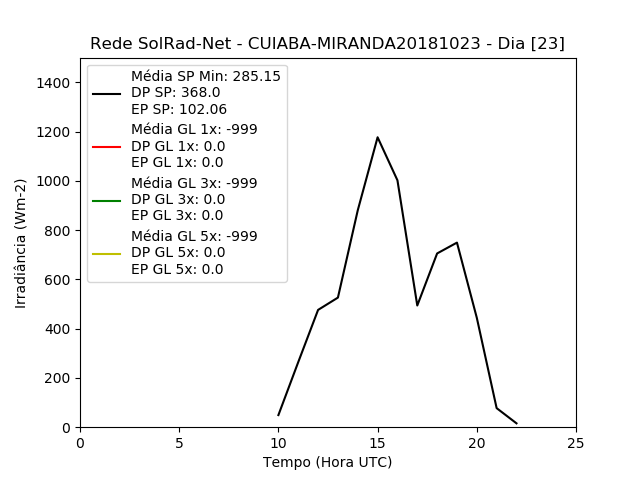 Rede SolRad-Net - CUIABA-MIRANDA20181023 - Dia [23]
Média SP Min: 285.15
DP SP: 368.0
EP SP: 102.06
Média GL 1x: -999
DP GL 1x: 0.0
EP GL 1x: 0.0
Média GL 3x: -999
DP GL 3x: 0.0
EP GL 3x: 0.0
Média GL 5x: -999
DP GL 5x: 0.0
EP GL 5x: 0.0
Irradiância (Wm-2)
1400
1200
1000
800
600
400
200
0
0 5 10 15 20 25
Tempo (Hora UTC)